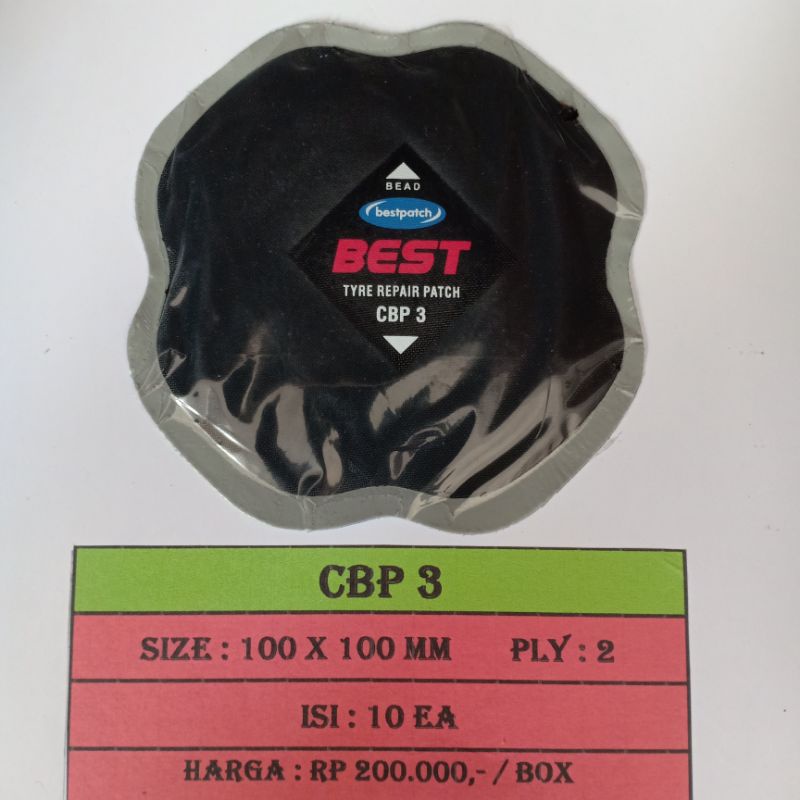 BEAD
bestpatch
BEST
TYRE REPAIR PATCH
CBP 3
CBP 3
SIZE : 100 X 100 MM PLY : 2
ISI : 10 EA
HARGA : RP 200.000,- / BOX